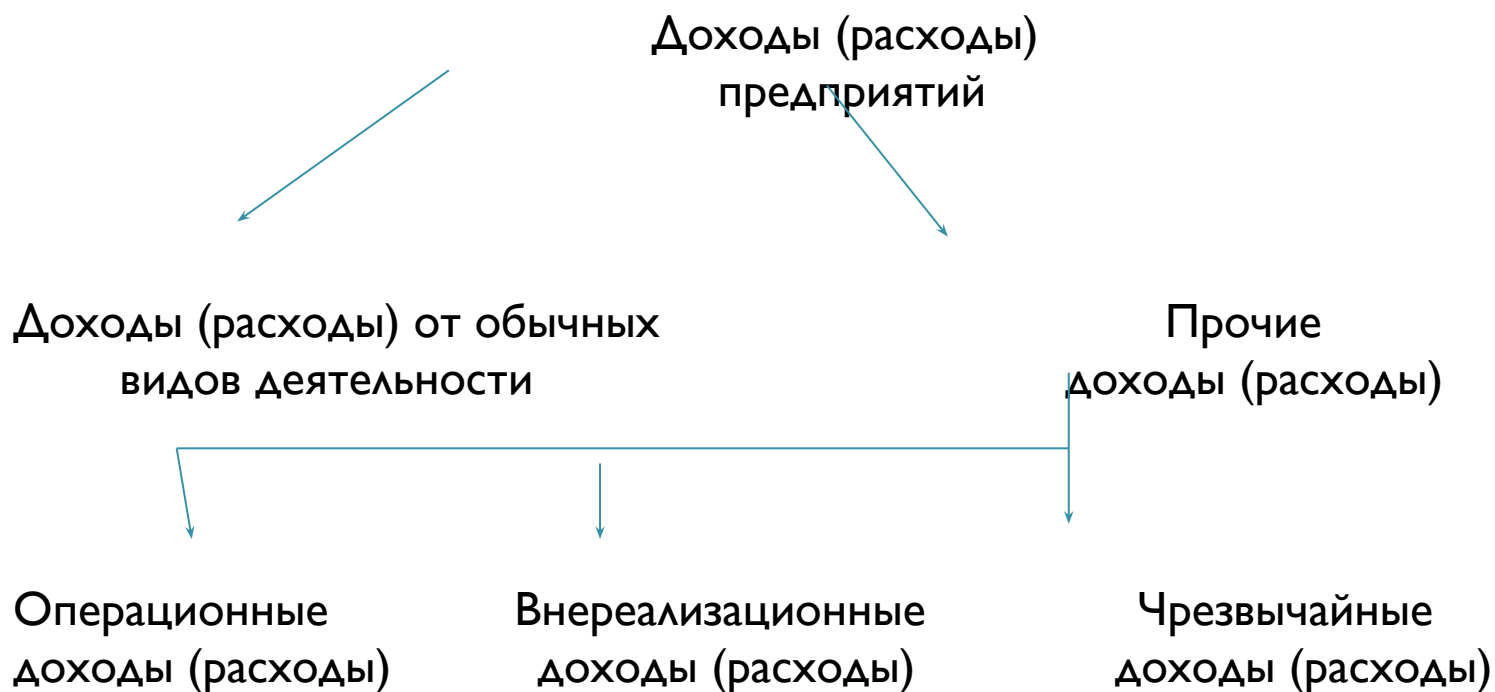 Доходы (расходы)
предприятий
Доходы (расходы) от обычных
видов деятельности
Прочие
доходы (расходы)
Операционные
доходы (расходы)
Внереализационные
доходы (расходы)
Чрезвычайные
доходы (расходы)